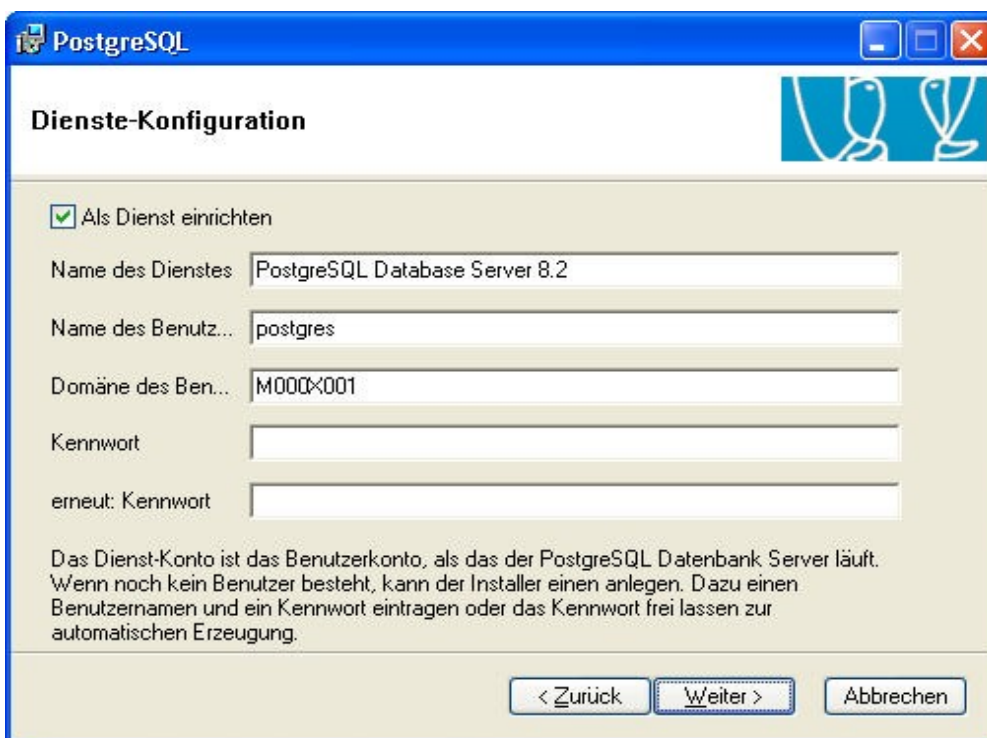 PostgreSQL
Dienste-Konfiguration
Als Dienst einrichten
Name des Dienstes PostgreSQL Database Server 8.2
Name des Benutz... postgres
Domäne des Ben... M000X001
Kennwort
erneut: Kennwort
Das Dienst-Konto ist das Benutzerkonto, als das der PostgreSQL Datenbank Server läuft.
Wenn noch kein Benutzer besteht, kann der Installer einen anlegen. Dazu einen
Benutzernamen und ein Kennwort eintragen oder das Kennwort frei lassen zur
automatischen Erzeugung.
< Zurück Weiter > Abbrechen